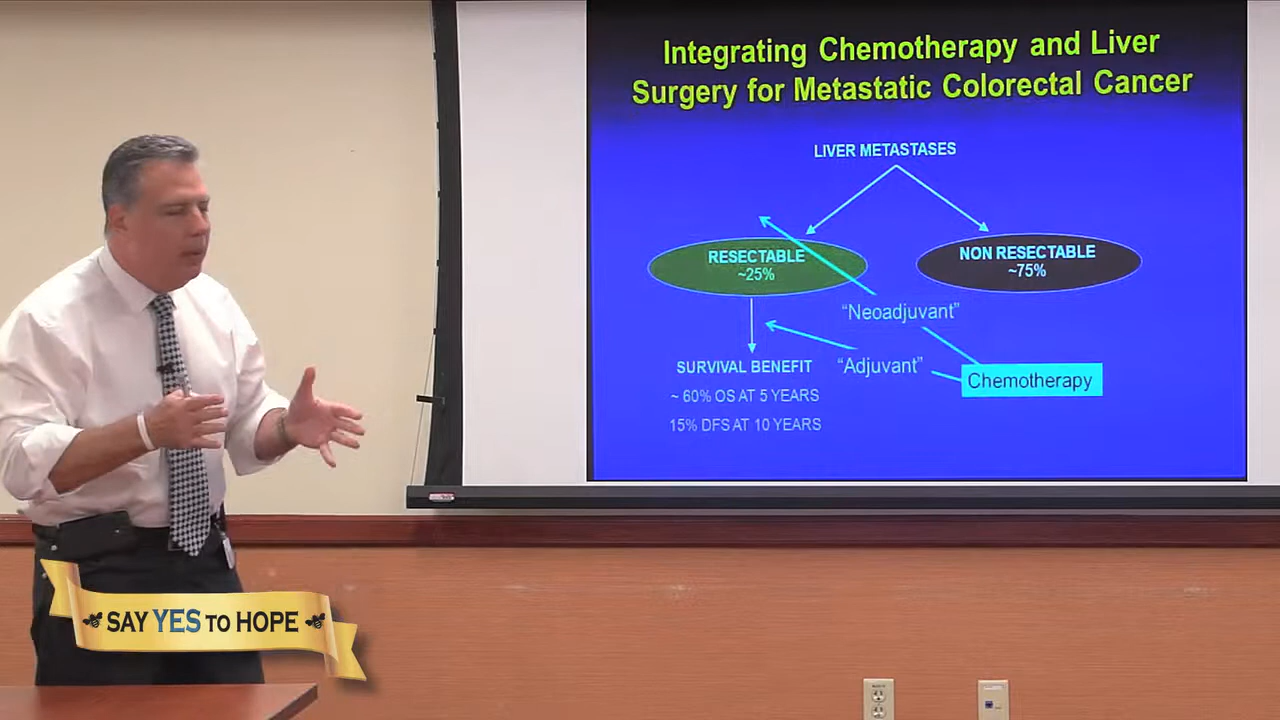 Integrating Chemotherapy and Liver
Surgery for Metastatic Colorectal Cancer
LIVER METASTASES
RESECTABLE
~25%
NON RESECTABLE
~75%
“Neoadjuvant”
SURVIVAL BENEFIT
“Adjuvant”
Chemotherapy
~ 60% OS AT 5 YEARS
15% DFS AT 10 YEARS
SAY YES TO HOPE